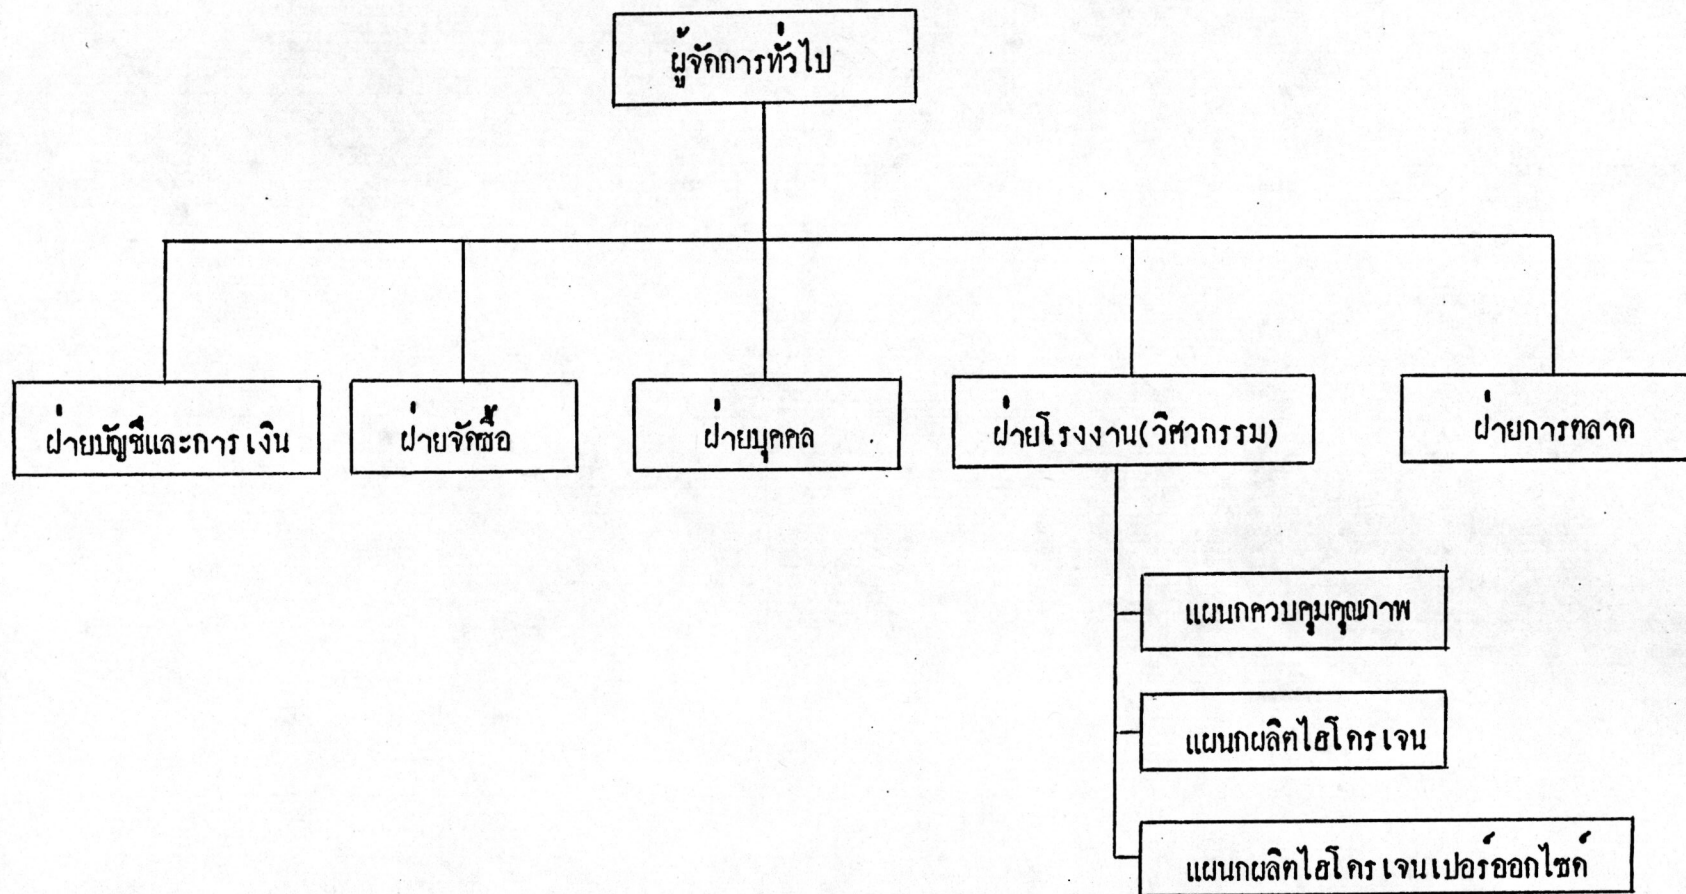 ผู้จัดการทั่วไป
ฝ่ายบัญชีและการเงิน
ฝ่ายจัดซื้อ
ฝ่ายบุคคล
ฝ่ายโรงงาน(วิศวกรรม)
ฝ่ายการตลาด
แผนกควบคุมคุณภาพ
แผนกผลิตไฮโดรเจน
แผนกผลิตไฮโดรเจนเปอร์ออกไซด์